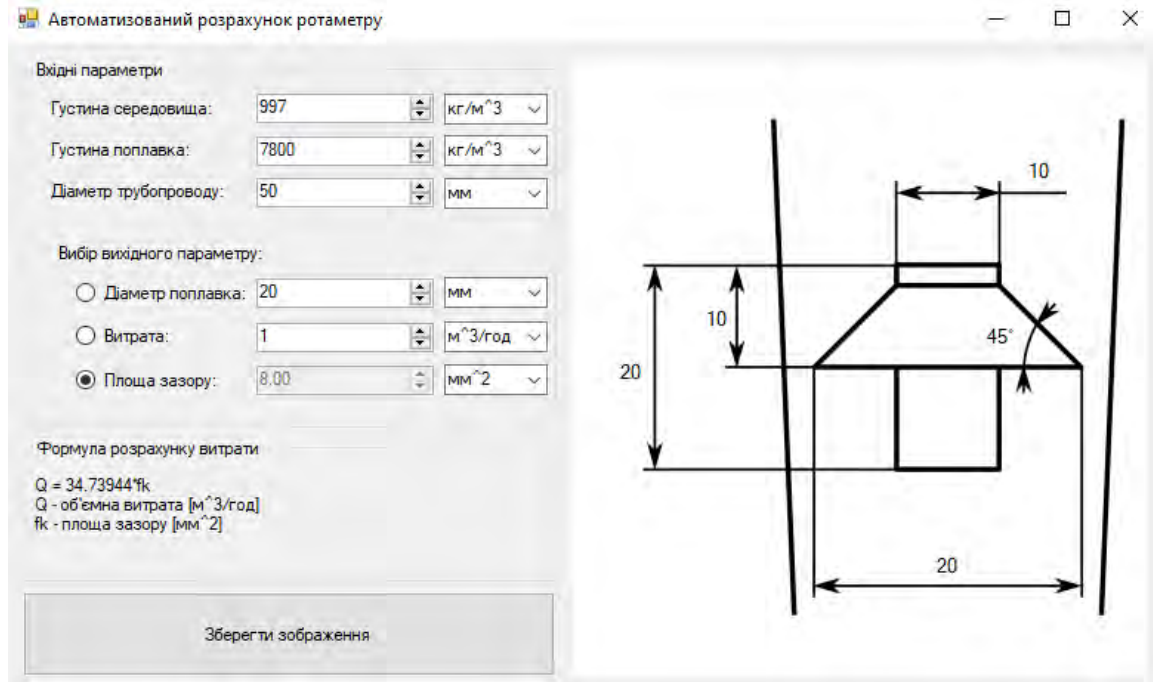 Автоматизований розрахунок ротаметру
Вхідні параметри
Густина середовища: 997 кг/м^3
Густина поплавка: 7800 кг/м^3
Діаметр трубопроводу: 50 мм
Вибір вихідного параметру:
Діаметр поплавка: 20 мм
Витрата: 1 м^3/год
Площа зазору: 8,00 мм^2
Формула розрахунку витрати
Q = 34.73944*fk
Q - об'ємна витрата [м^3/год]
fk - площа зазору [мм^2]
Зберегти зображення
10
10
45°
20
20